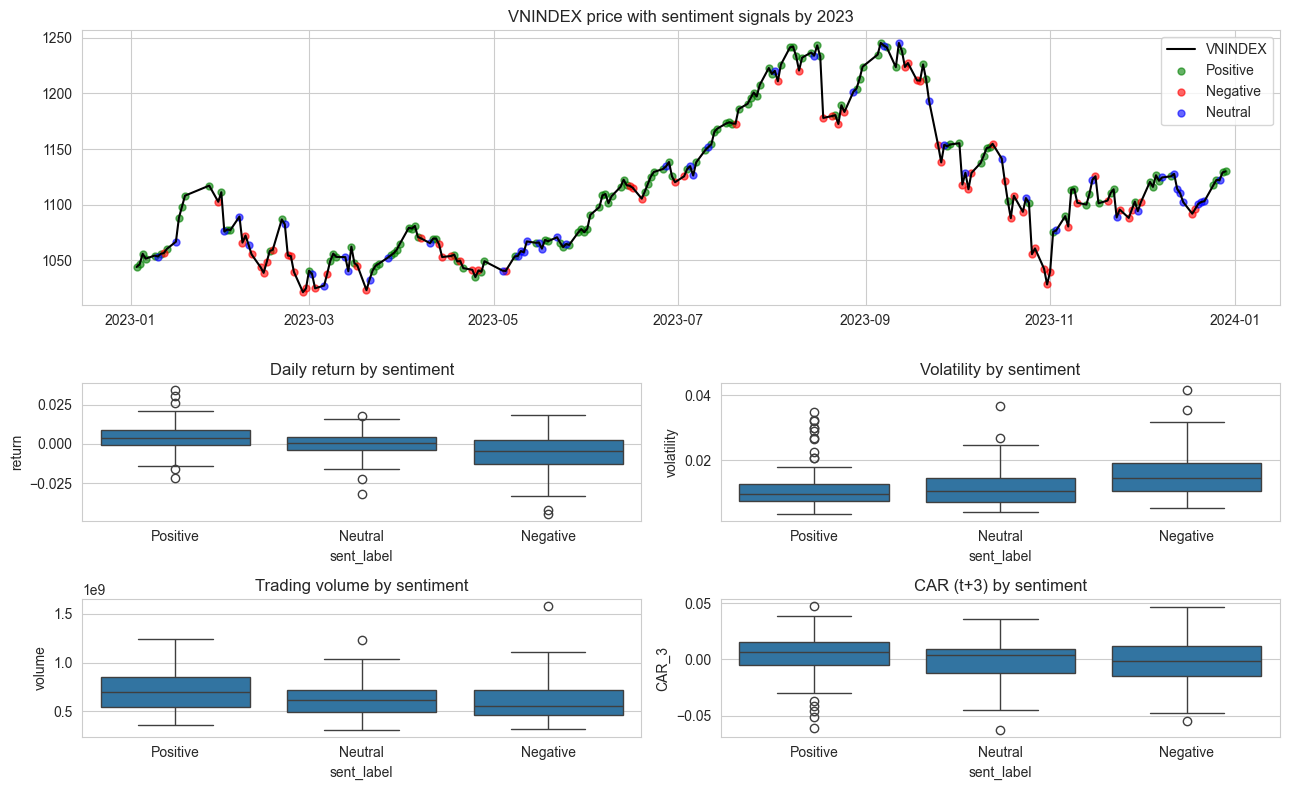 VNINDEX price with sentiment signals by 2023
1250
1200
1150
1100
1050
VNINDEX
Positive
Negative
Neutral
2023-01
2023-03
2023-05
2023-07
2023-09
2023-11
2024-01
Daily return by sentiment
return
0.025
0.000
−0.025
Positive
Neutral
Negative
sent_label
Volatility by sentiment
volatility
0.04
0.02
Positive
Neutral
Negative
sent_label
Trading volume by sentiment
1e9
volume
1.5
1.0
0.5
Positive
Neutral
Negative
sent_label
CAR (t+3) by sentiment
CAR_3
0.05
0.00
−0.05
Positive
Neutral
Negative
sent_label